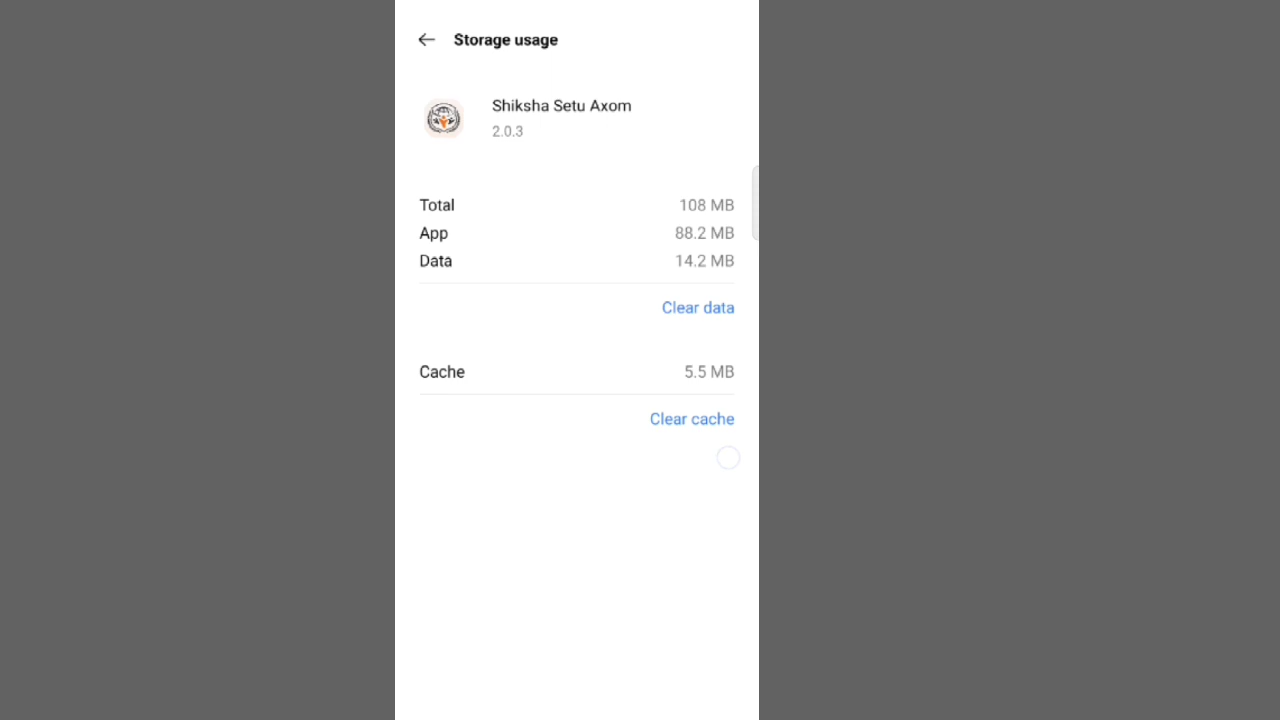 Storage usage
Shiksha Setu Axom
2.0.3
Total 108 MB
App 88.2 MB
Data 14.2 MB
Clear data
Cache 5.5 MB
Clear cache